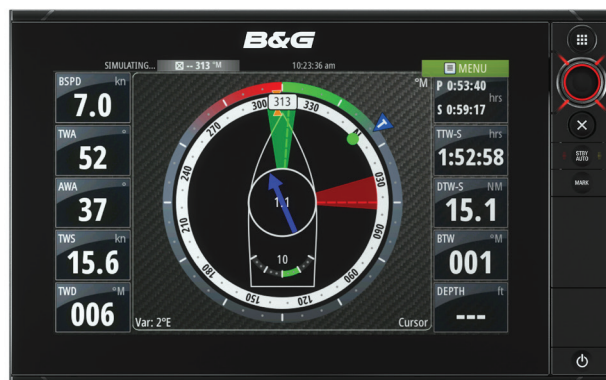 B&G
SIMULATING... -- 313 °M 10:23:36 am MENU
BSPD kn
7.0
TWA °
52
AWA °
37
TWS kn
15.6
TWD °M
006
°M
313
300
330
270
240
210
180
150
120
090
060
030
N
T
10
Var: 2°E
Cursor
P 0:53:40
hrs
S 0:59:17
TTW-S hrs
1:52:58
DTW-S NM
15.1
BTW °M
001
DEPTH ft
---
STBY
AUTO
MARK